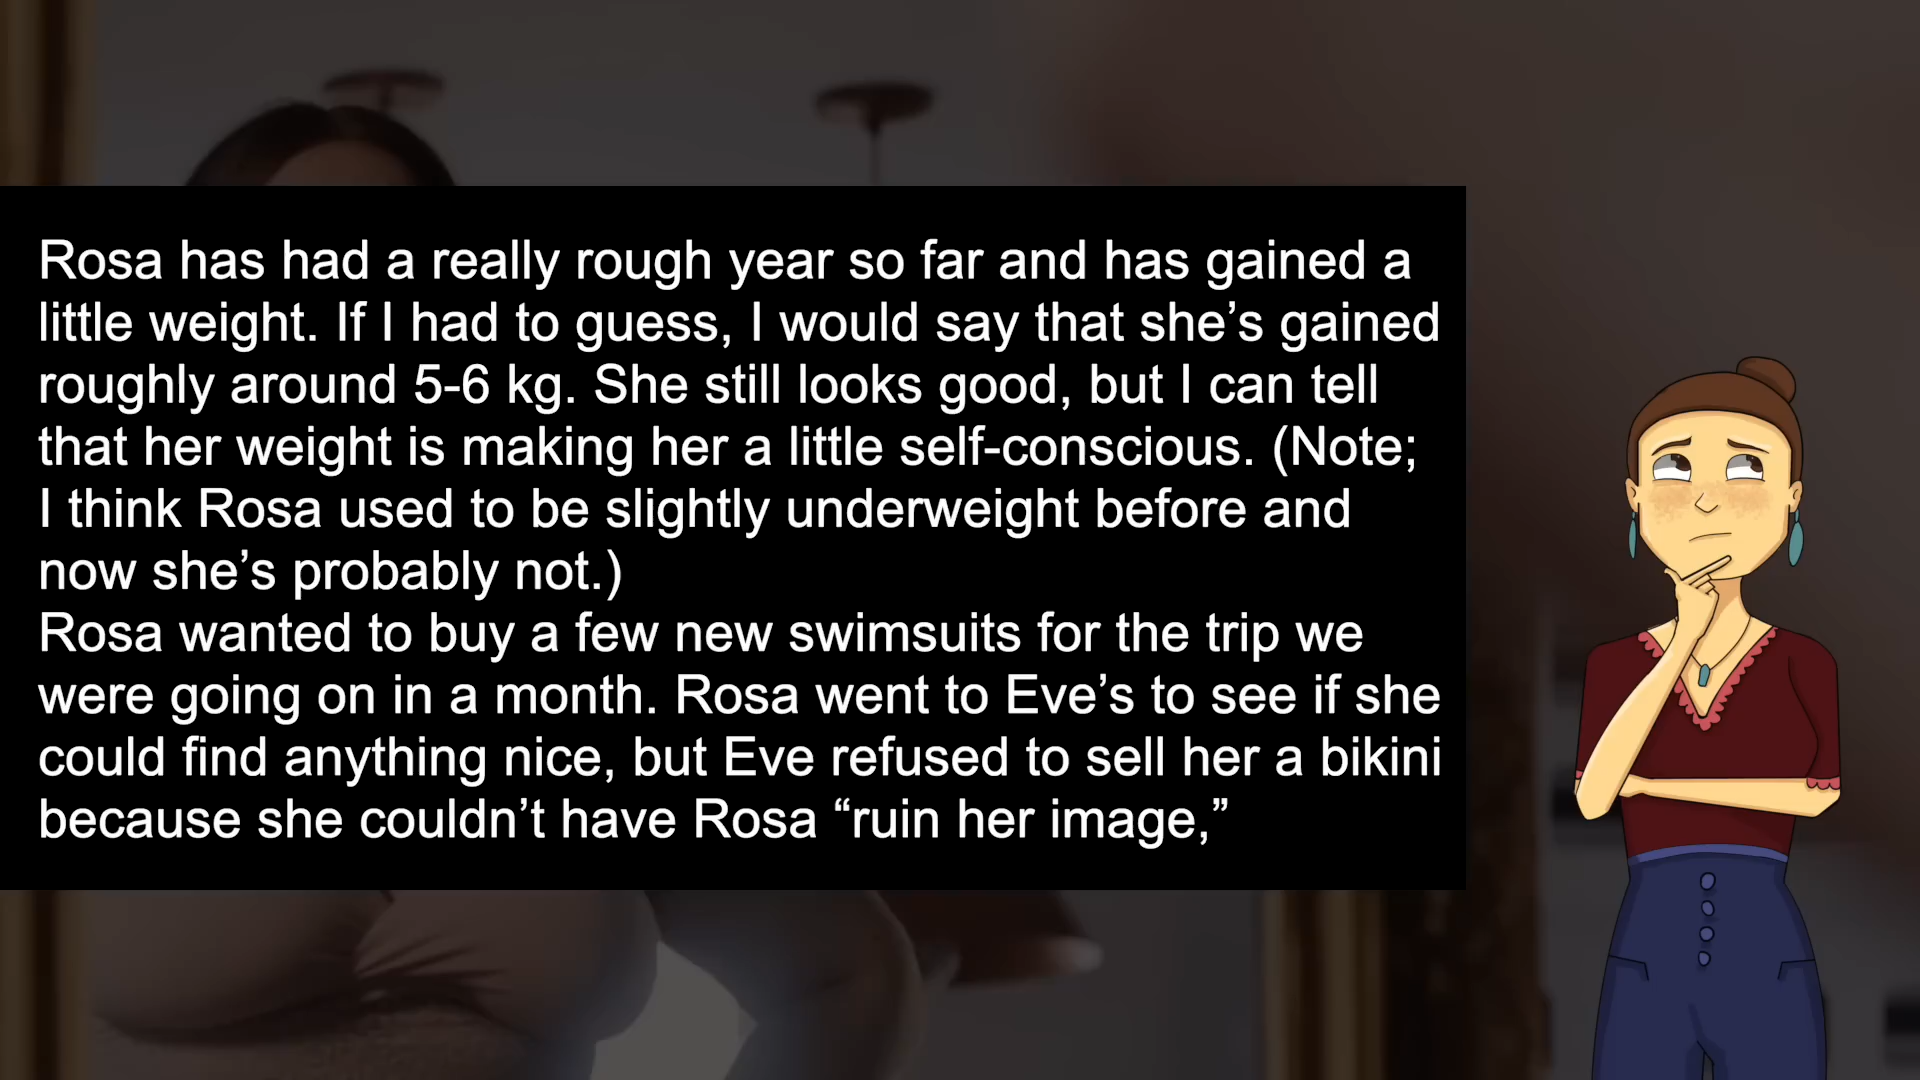 Rosa has had a really rough year so far and has gained a
little weight. If I had to guess, I would say that she’s gained
roughly around 5-6 kg. She still looks good, but I can tell
that her weight is making her a little self-conscious. (Note;
I think Rosa used to be slightly underweight before and
now she’s probably not.)
Rosa wanted to buy a few new swimsuits for the trip we
were going on in a month. Rosa went to Eve’s to see if she
could find anything nice, but Eve refused to sell her a bikini
because she couldn’t have Rosa “ruin her image,”